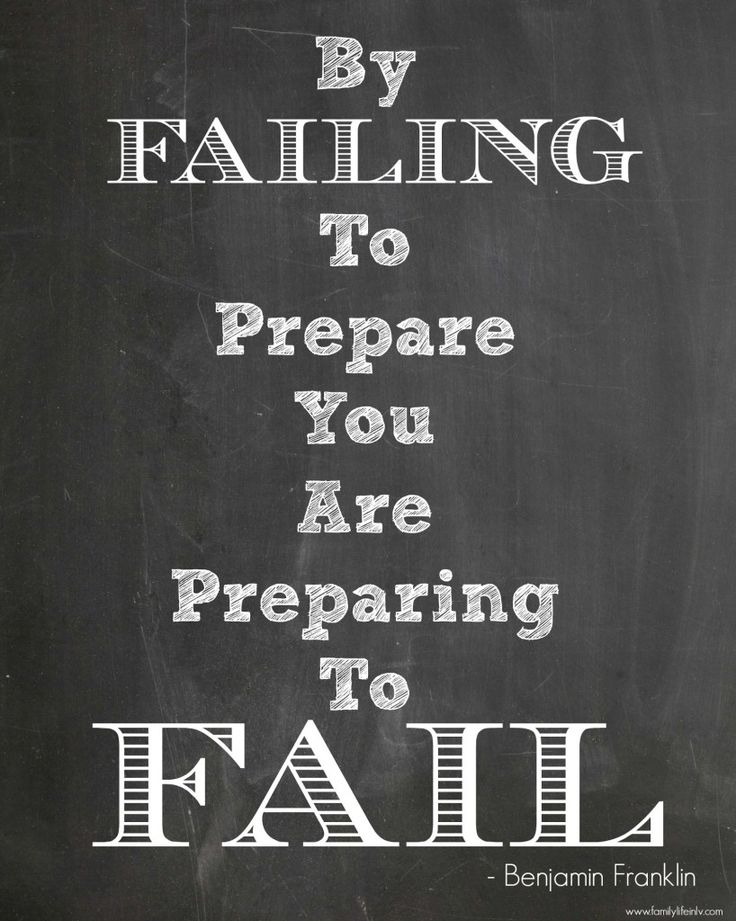 By
FAILING
To
Prepare
You
Are
Preparing
To
FAIL
- Benjamin Franklin
www.familylifeinlv.com